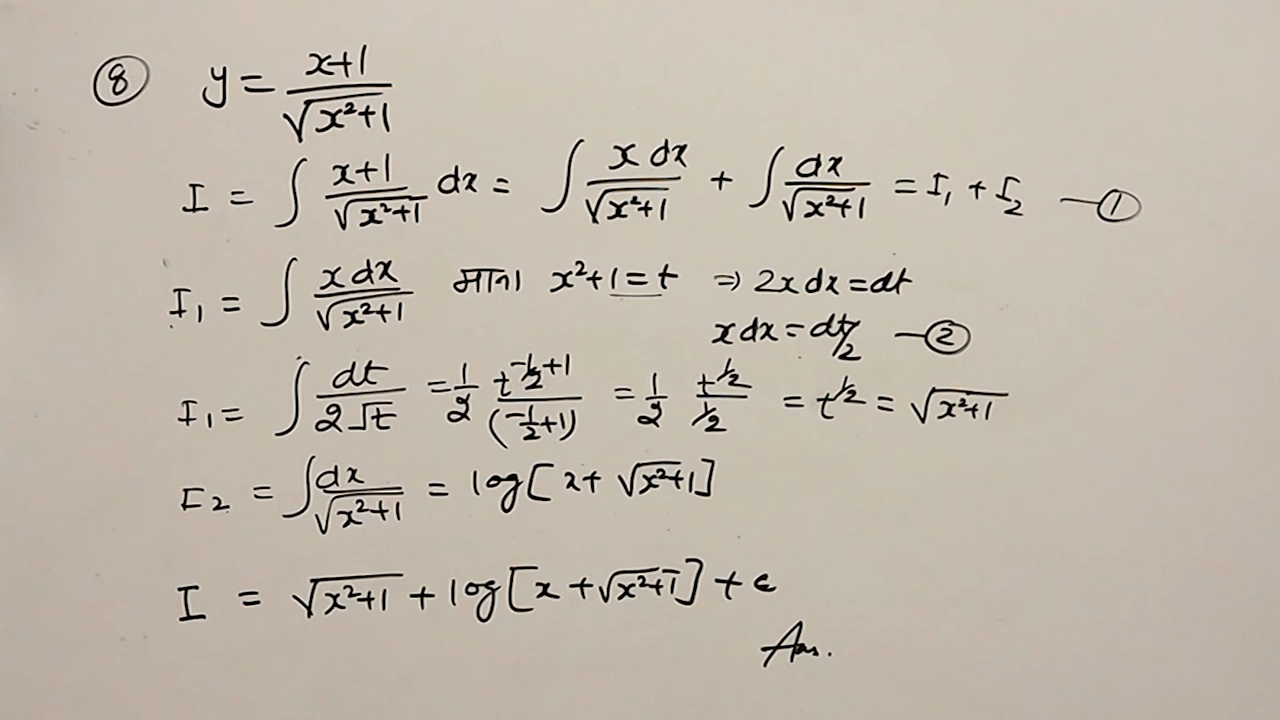 ⑧ y = x+1/√(x²+1)
I = ∫ x+1/√(x²+1) dx = ∫ x dx/√(x²+1) + ∫ dx/√(x²+1) = I₁ + I₂ —①
I₁ = ∫ x dx/√(x²+1) माना x²+1 = t ⇒ 2x dx = dt
x dx = dt/2 —②
I₁ = ∫ dt/2√t = 1/2 t^(-1/2+1)/(-1/2+1) = 1/2 t^(1/2)/(1/2) = t^(1/2) = √(x²+1)
I₂ = ∫ dx/√(x²+1) = log[x + √(x²+1)]
I = √(x²+1) + log[x + √(x²+1)] + c
Ans.